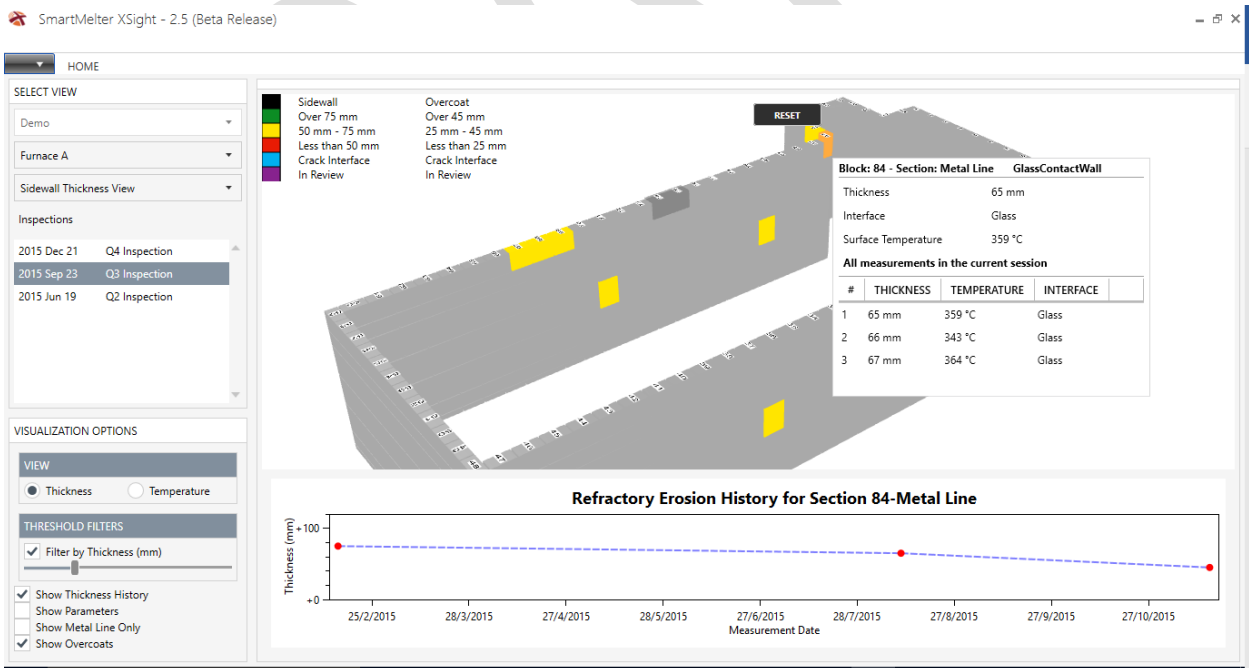 SmartMelter XSight - 2.5 (Beta Release)
HOME
SELECT VIEW
Demo
Furnace A
Sidewall Thickness View
Inspections
2015 Dec 21 Q4 Inspection
2015 Sep 23 Q3 Inspection
2015 Jun 19 Q2 Inspection
VISUALIZATION OPTIONS
VIEW
Thickness Temperature
THRESHOLD FILTERS
Filter by Thickness (mm)
Show Thickness History
Show Parameters
Show Metal Line Only
Show Overcoats
Sidewall Overcoat
Over 75 mm Over 45 mm
50 mm - 75 mm 25 mm - 45 mm
Less than 50 mm Less than 25 mm
Crack Interface Crack Interface
In Review In Review
RESET
Block: 84 - Section: Metal Line GlassContactWall
Thickness 65 mm
Interface Glass
Surface Temperature 359 °C
All measurements in the current session
# THICKNESS TEMPERATURE INTERFACE
1 65 mm 359 °C Glass
2 66 mm 343 °C Glass
3 67 mm 364 °C Glass
Refractory Erosion History for Section 84-Metal Line
Thickness (mm)
+100
+0
25/2/2015 28/3/2015 27/4/2015 28/5/2015 27/6/2015 28/7/2015 27/8/2015 27/9/2015 27/10/2015
Measurement Date